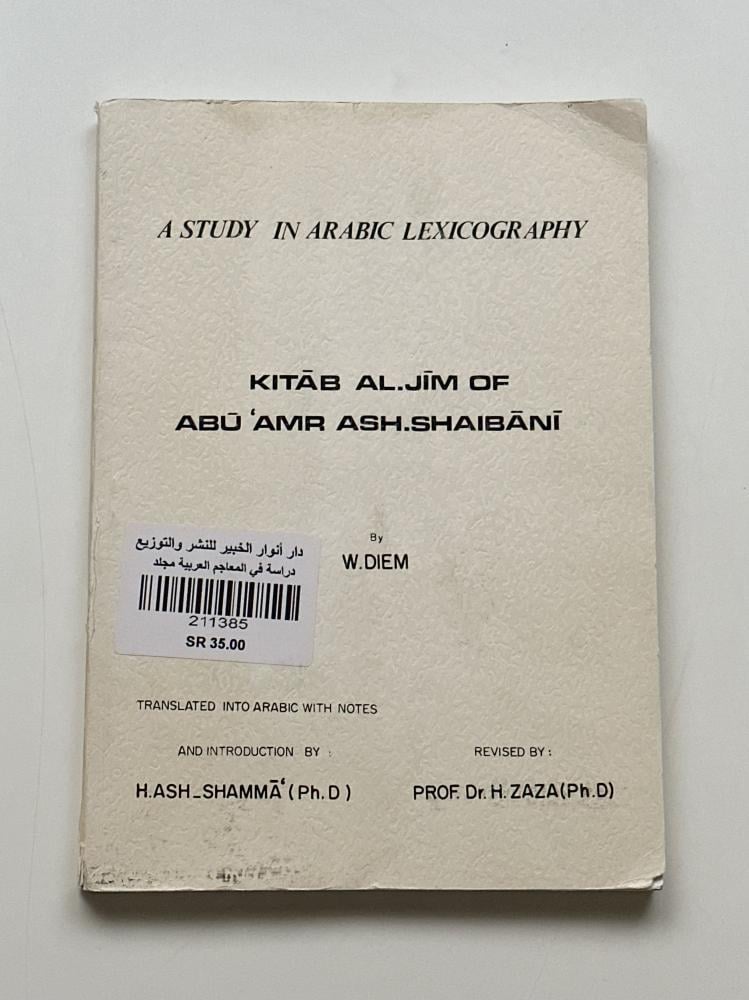 A STUDY IN ARABIC LEXICOGRAPHY
KITĀB AL.JĪM OF
ABŪ ʻAMR ASH.SHAIBĀNĪ
By
W.DIEM
دار أنوار الخبير للنشر والتوزيع
دراسة في المعاجم العربية مجلد
211385
SR 35.00
TRANSLATED INTO ARABIC WITH NOTES
AND INTRODUCTION BY :
REVISED BY :
H.ASH_SHAMMĀʻ (Ph.D)
PROF. Dr. H. ZAZA (Ph.D)